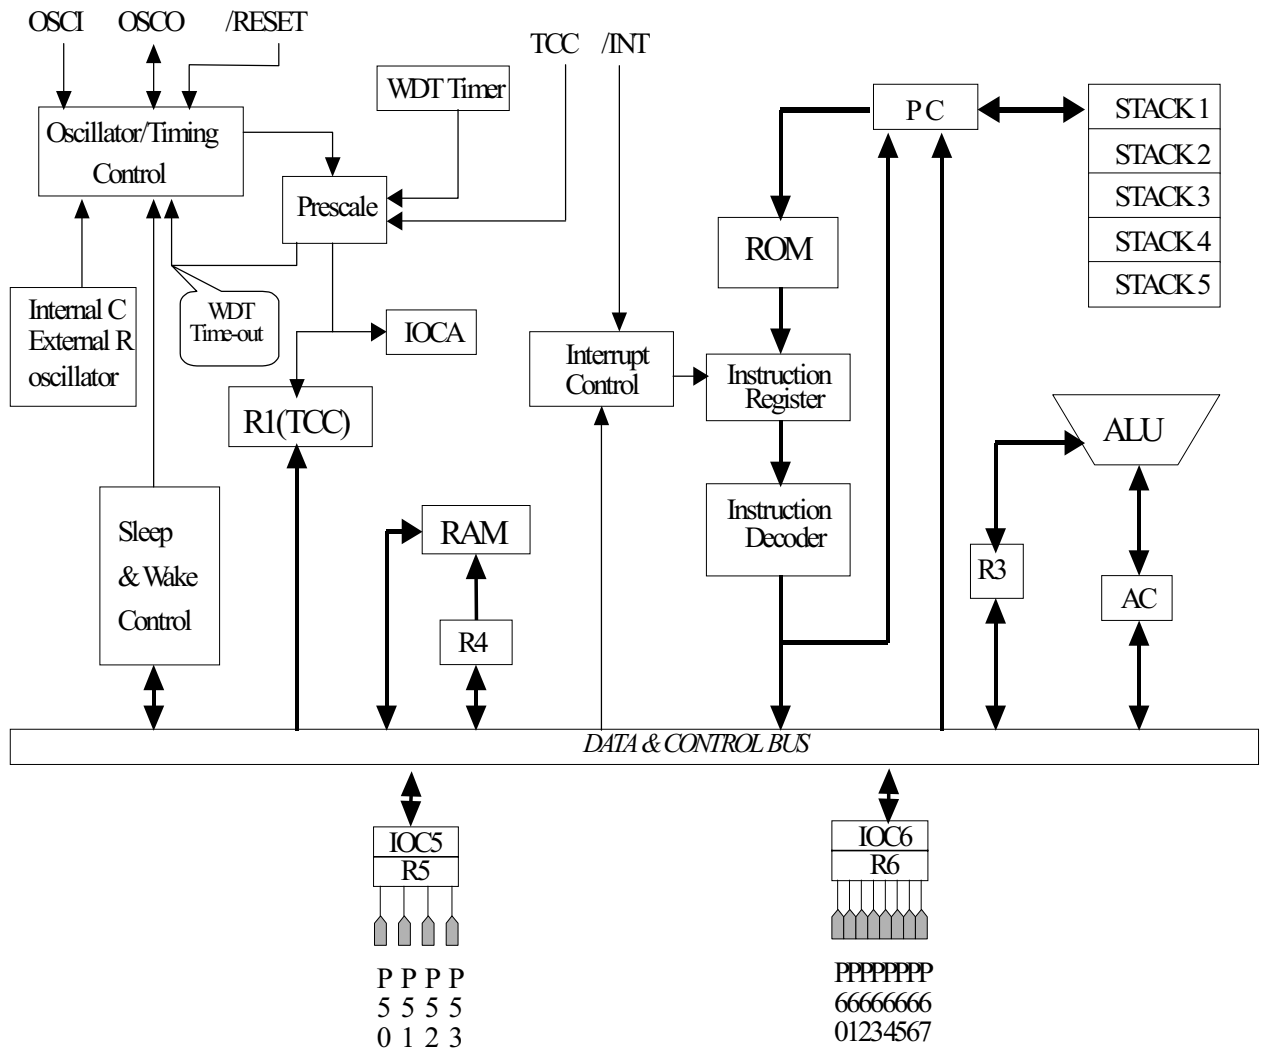 OSCI OSCO /RESET
TCC /INT
WDT Timer
PC
STACK 1
STACK 2
STACK 3
STACK 4
STACK 5
Oscillator/Timing
Control
Prescale
ROM
Internal C
External R
oscillator
WDT
Time-out
IOCA
Interrupt
Control
Instruction
Register
R1(TCC)
ALU
Sleep
& Wake
Control
RAM
R4
Instruction
Decoder
R3
AC
DATA & CONTROL BUS
IOC5
R5
IOC6
R6
P P P P
5 5 5 5
0 1 2 3
PPPPPPPP
66666666
01234567